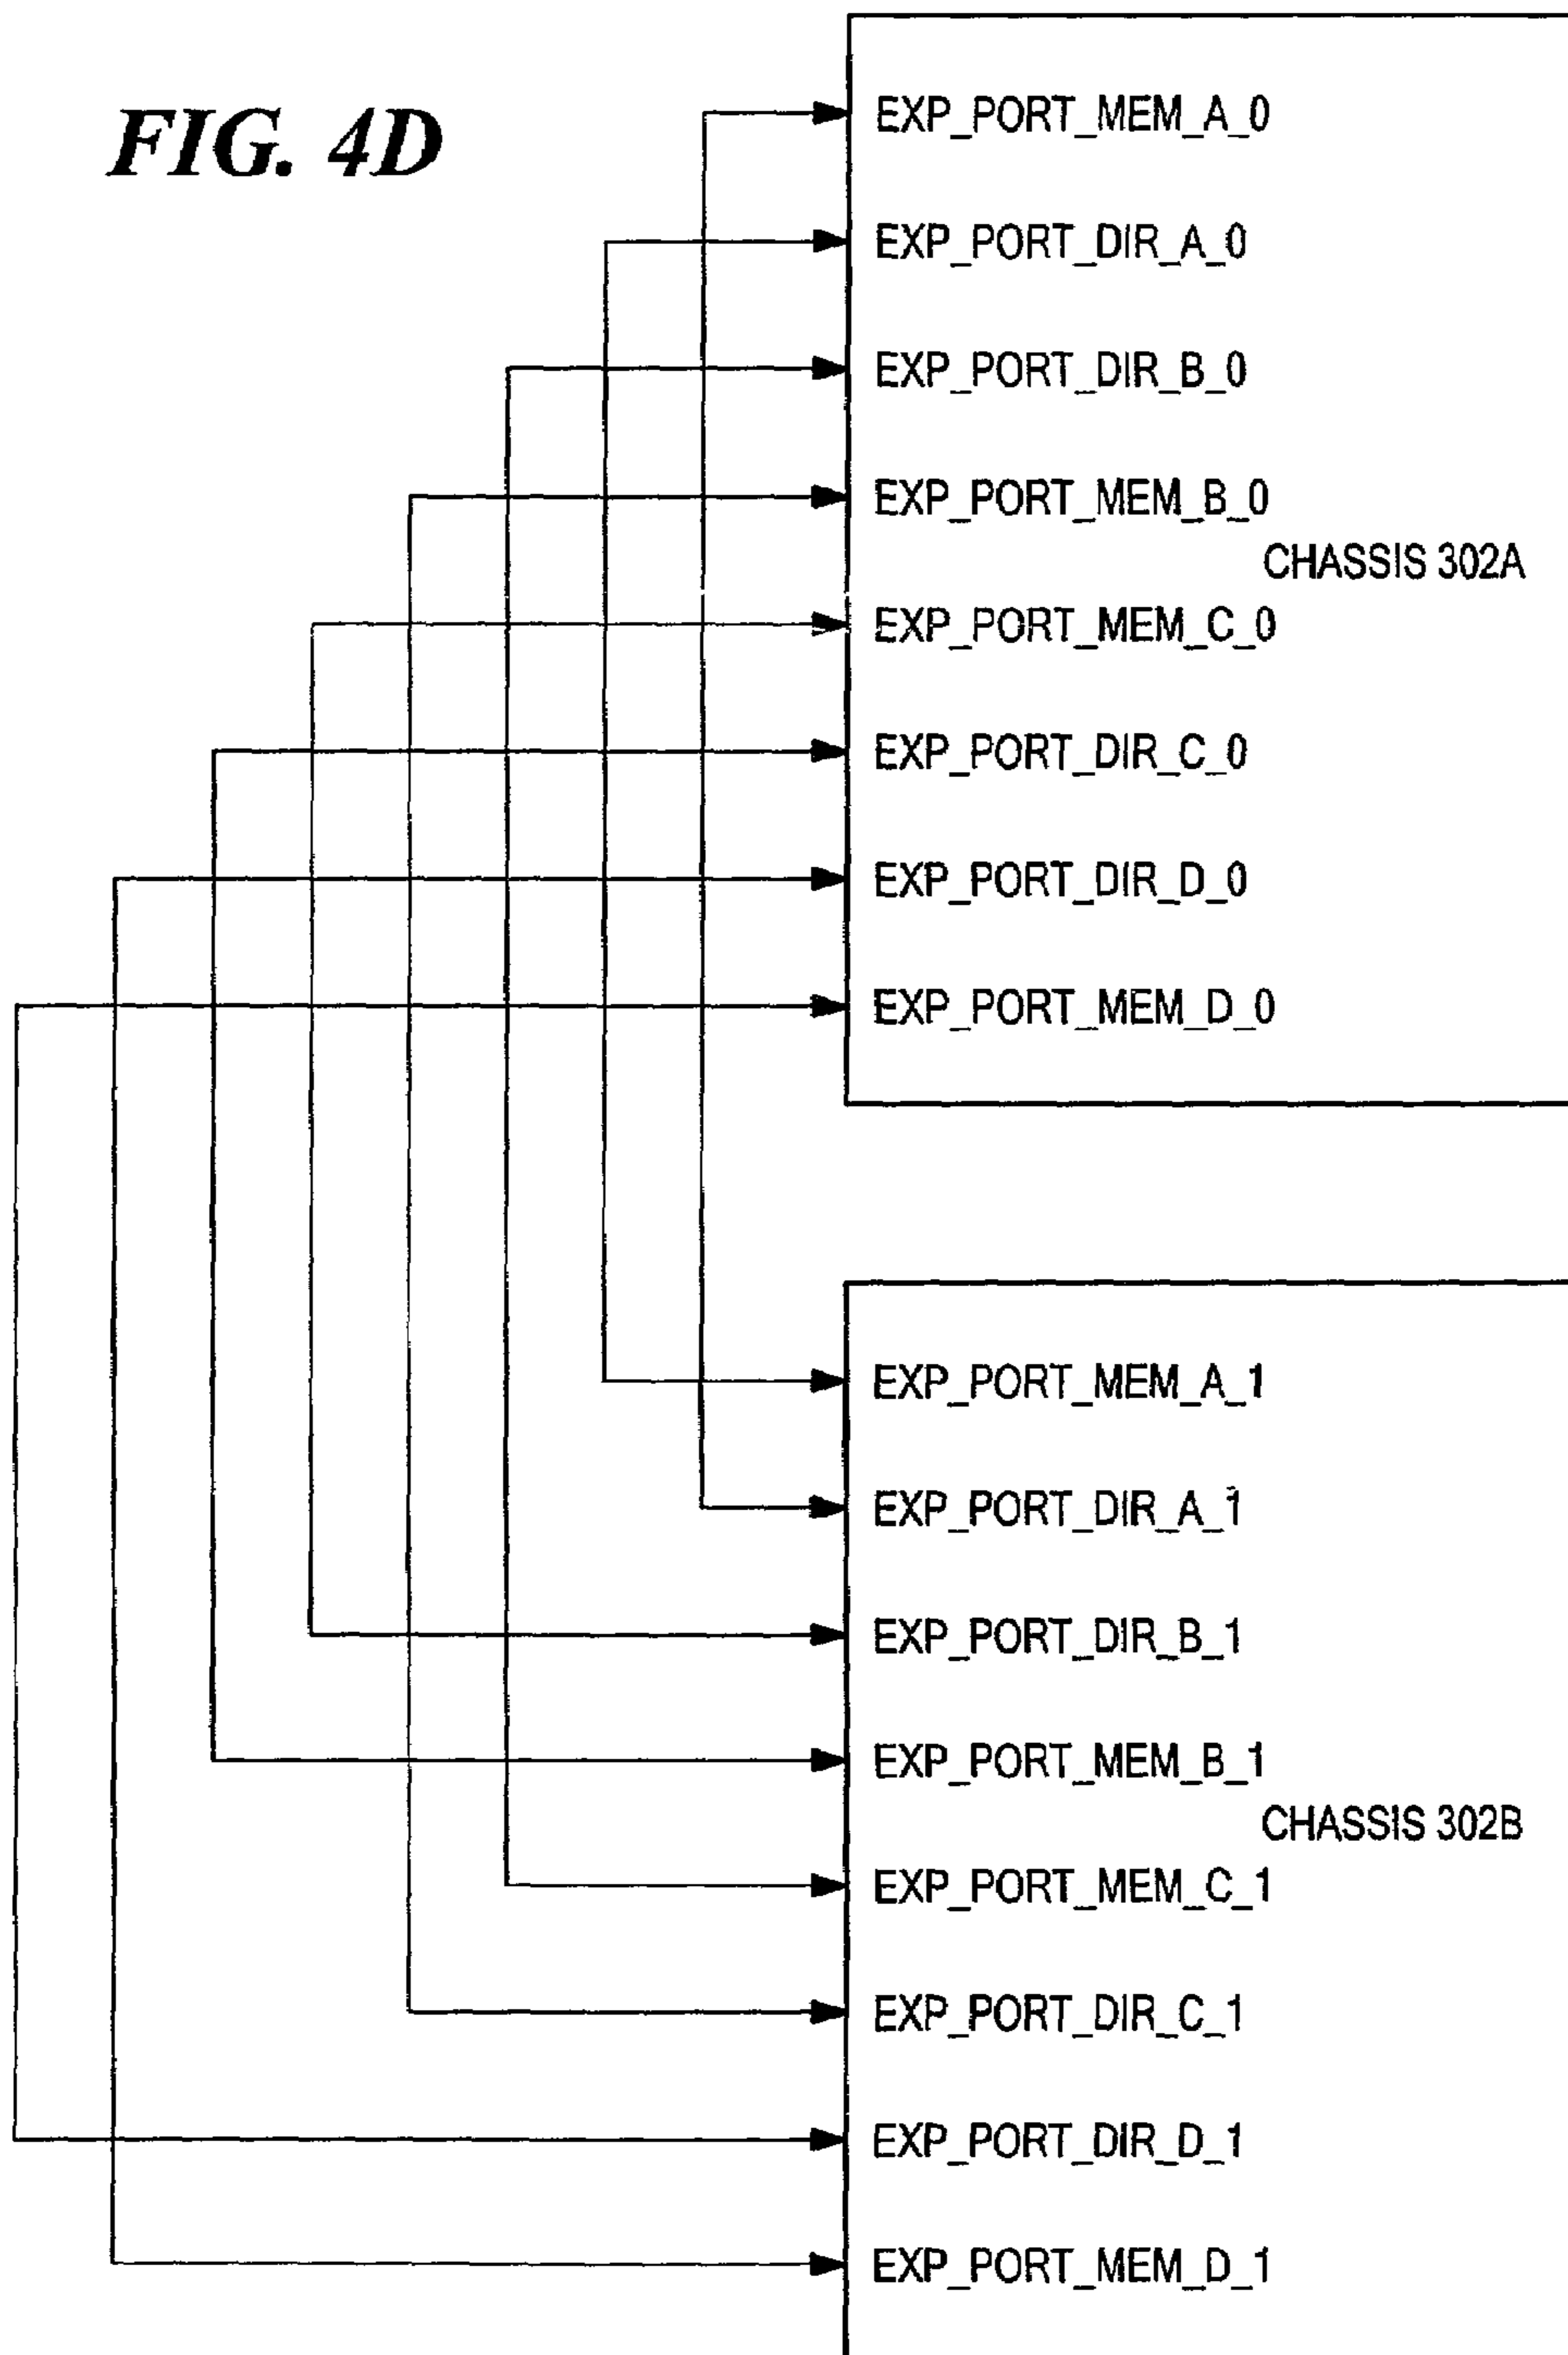 FIG. 4D
EXP_PORT_MEM_A_0
EXP_PORT_DIR_A_0
EXP_PORT_DIR_B_0
EXP_PORT_MEM_B_0
CHASSIS 302A
EXP_PORT_MEM_C_0
EXP_PORT_DIR_C_0
EXP_PORT_DIR_D_0
EXP_PORT_MEM_D_0
EXP_PORT_MEM_A_1
EXP_PORT_DIR_A_1
EXP_PORT_DIR_B_1
EXP_PORT_MEM_B_1
CHASSIS 302B
EXP_PORT_MEM_C_1
EXP_PORT_DIR_C_1
EXP_PORT_DIR_D_1
EXP_PORT_MEM_D_1